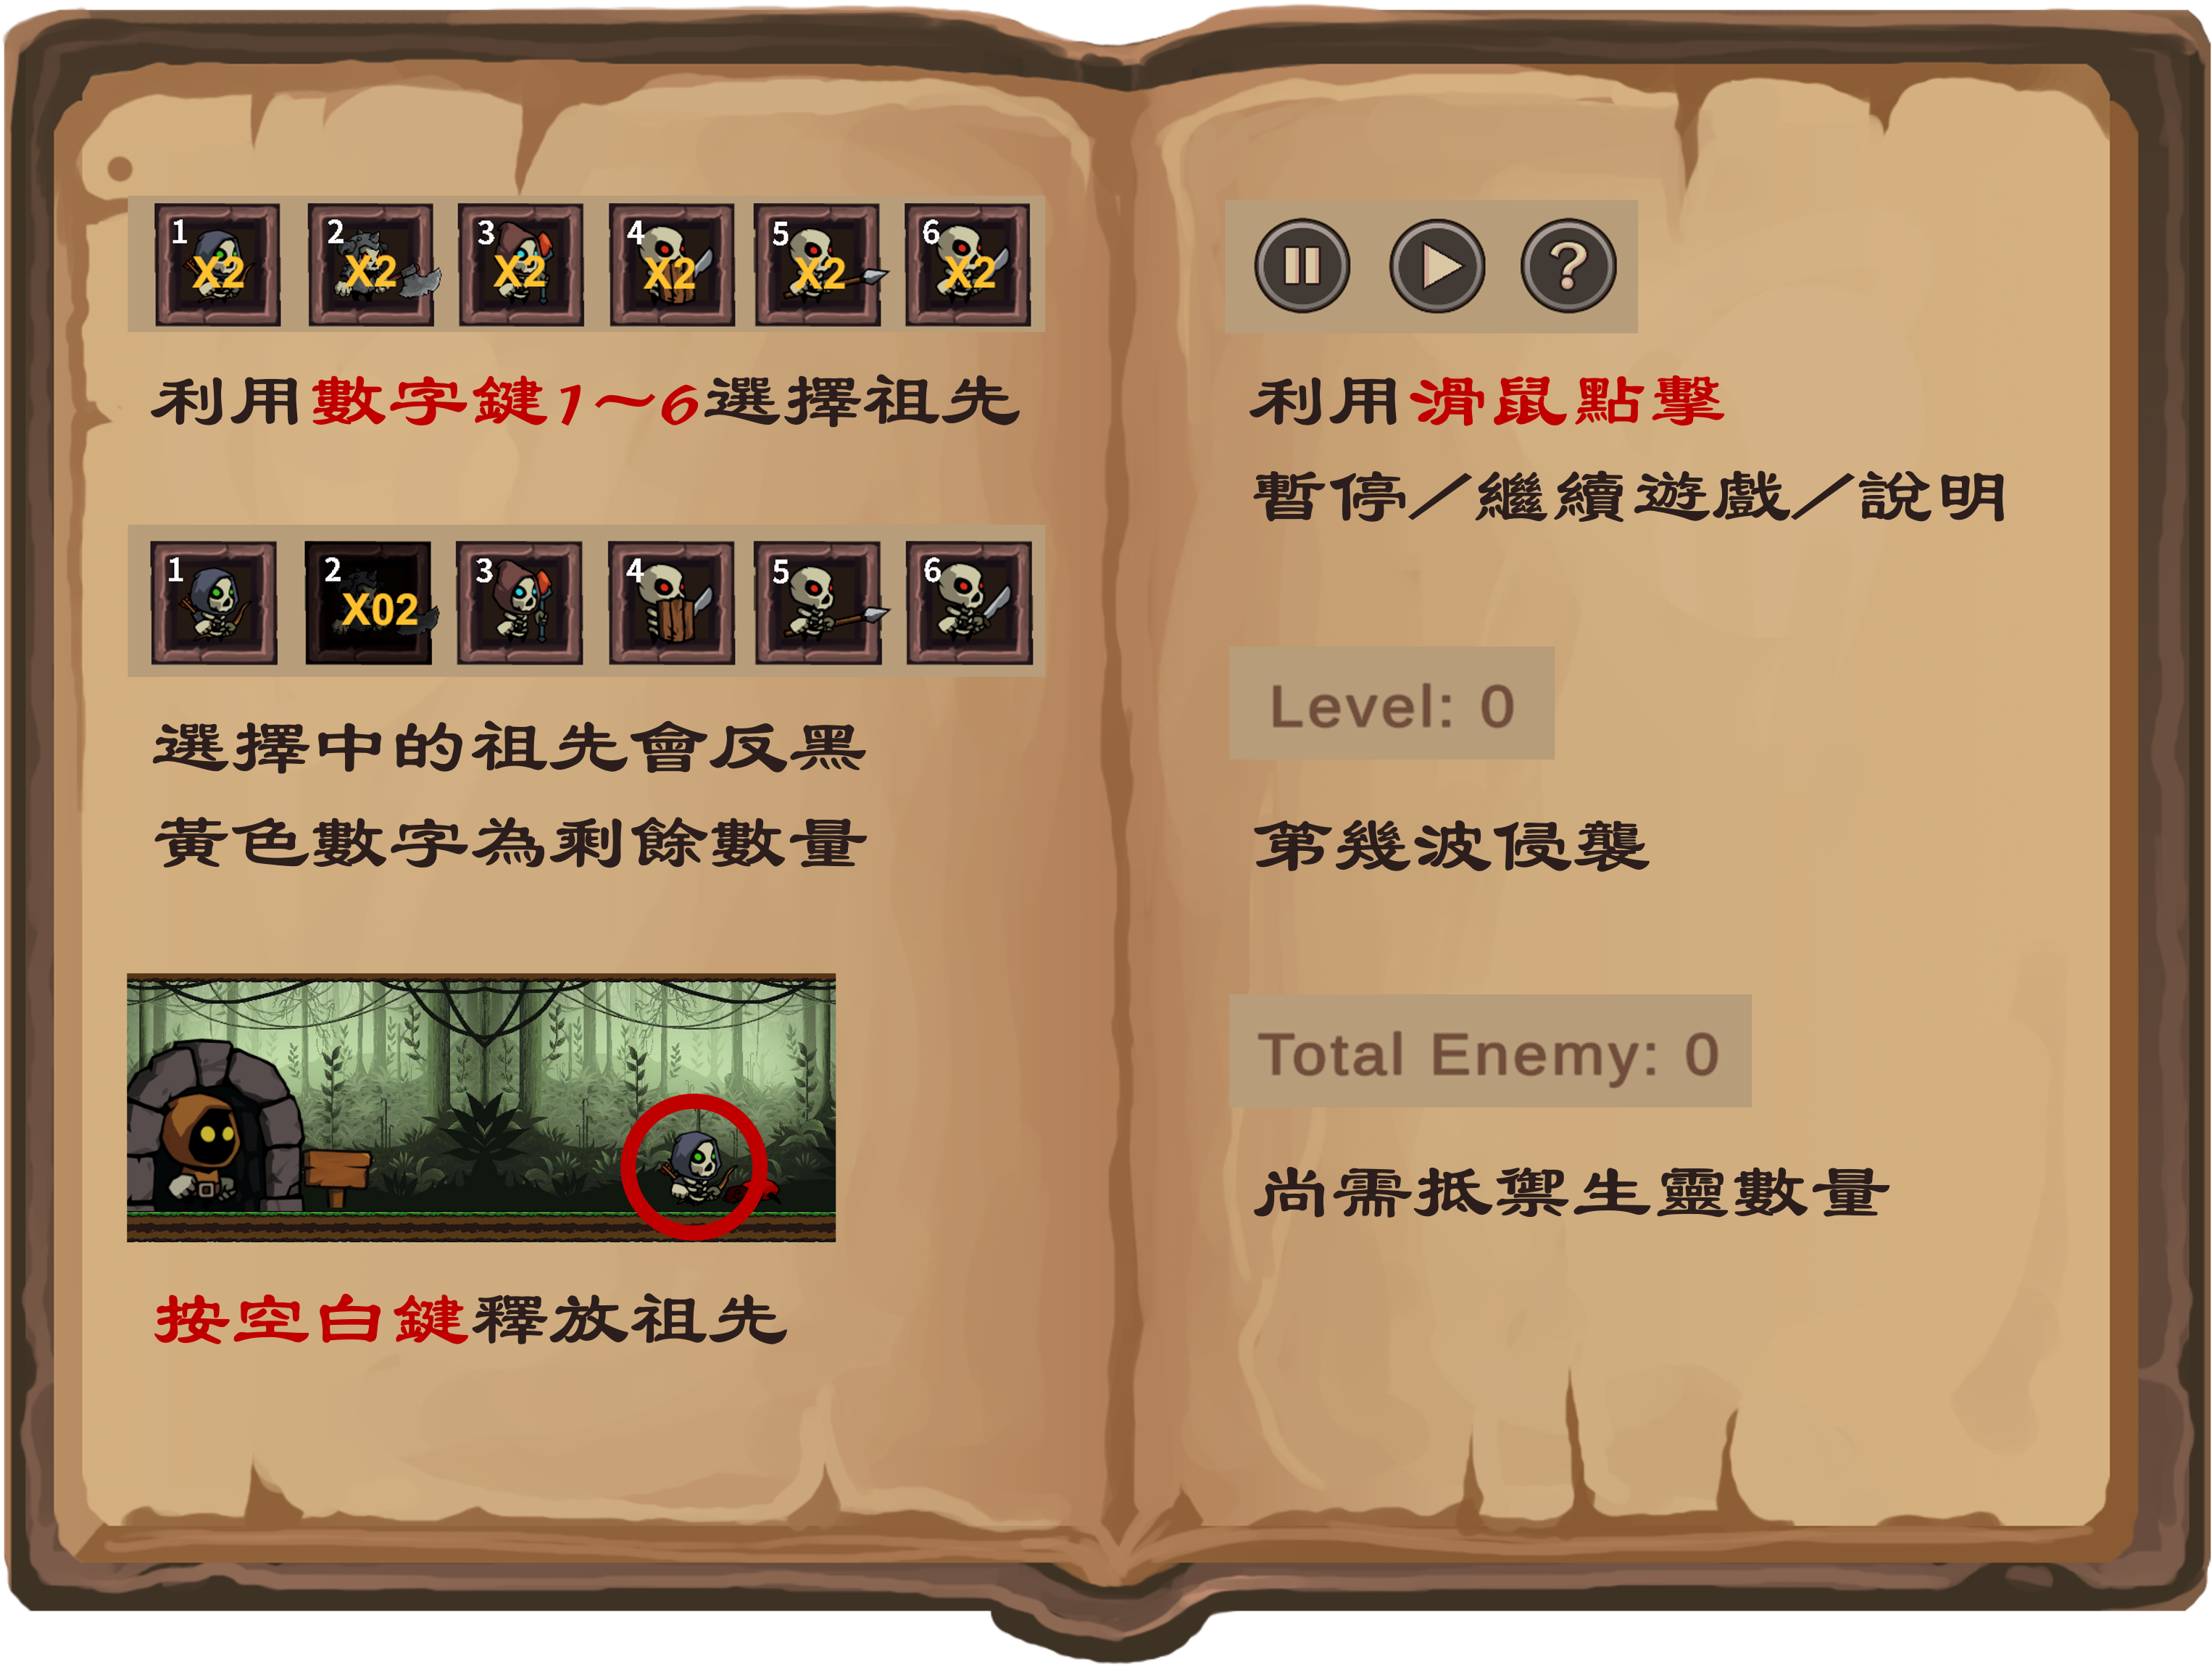 1 2 3 4 5 6
X2 X2 X2 X2 X2 X2
利用數字鍵1～6選擇祖先
1 2 3 4 5 6
X02
選擇中的祖先會反黑
黃色數字為剩餘數量
按空白鍵釋放祖先
?
利用滑鼠點擊
暫停/繼續遊戲/說明
Level: 0
第幾波侵襲
Total Enemy: 0
尚需抵禦生靈數量